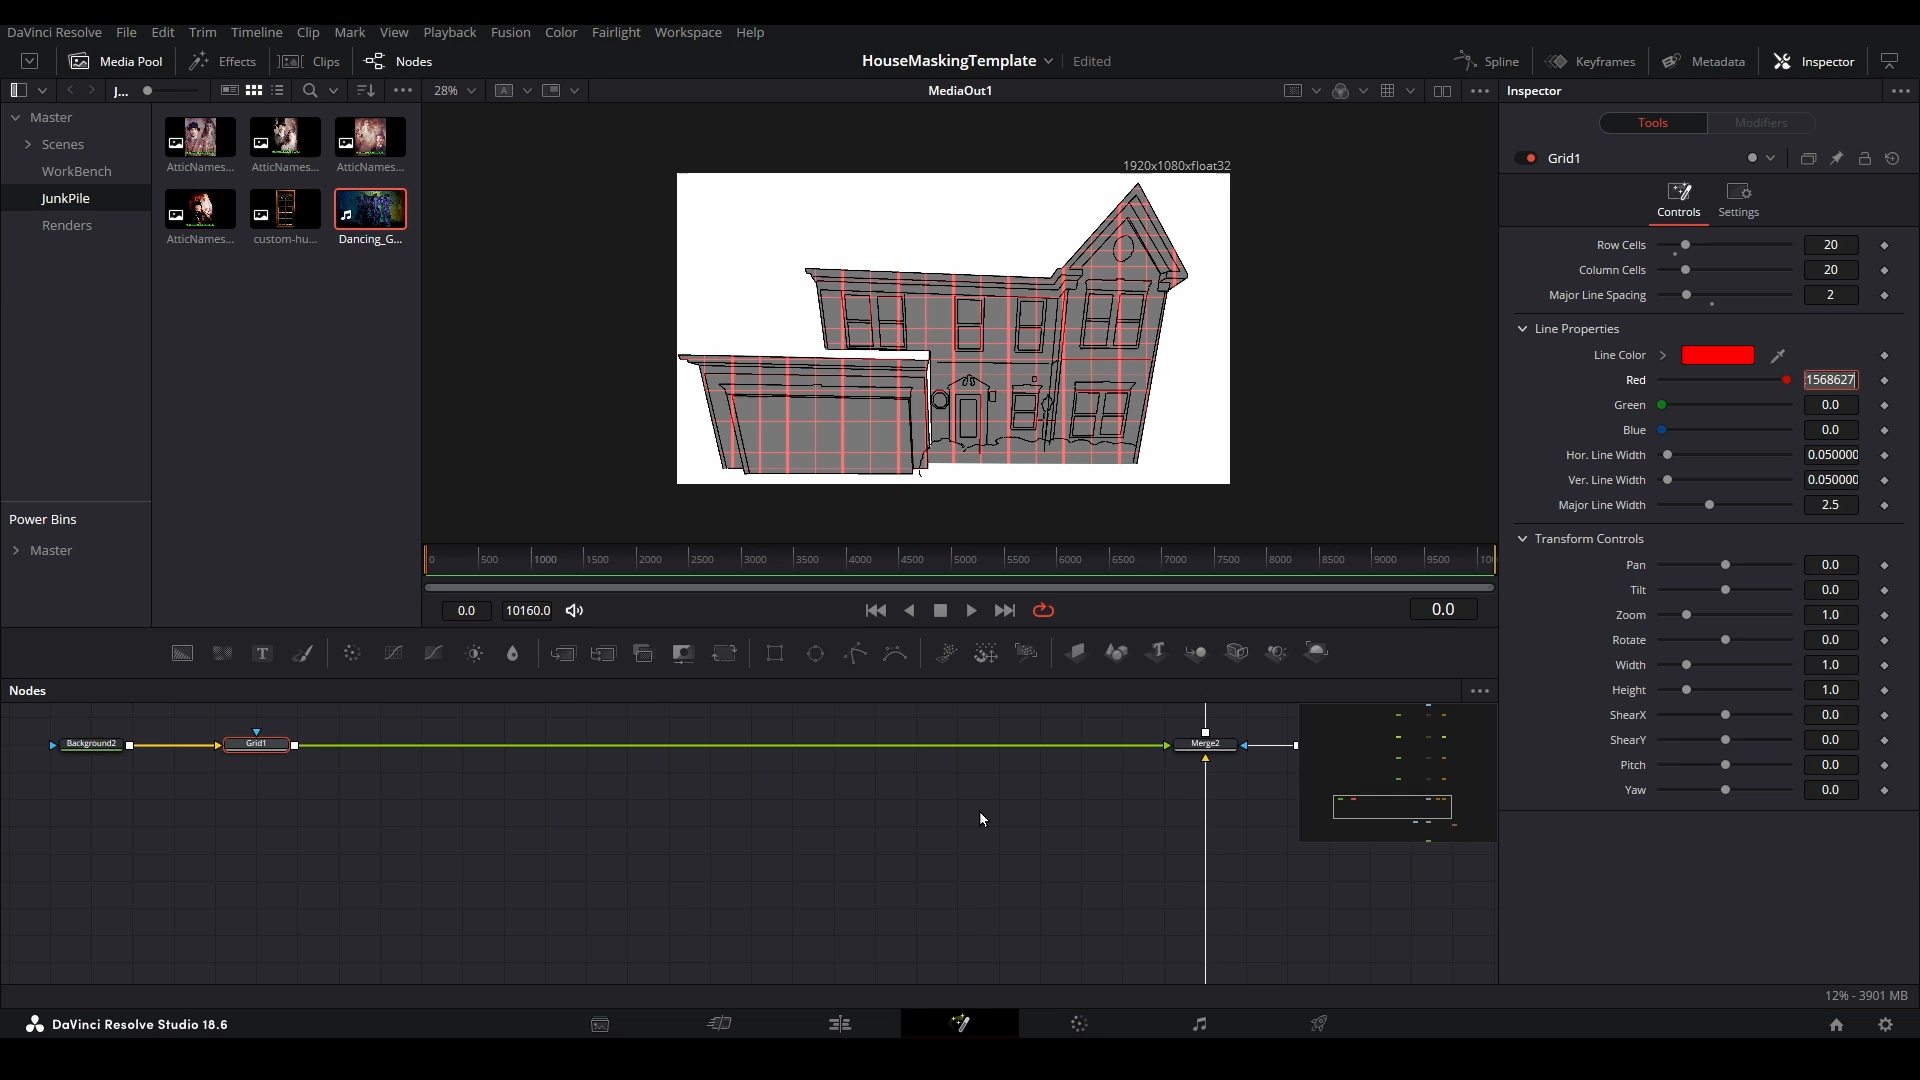 DaVinci Resolve File Edit Trim Timeline Clip Mark View Playback Fusion Color Fairlight Workspace Help
Media Pool Effects Clips Nodes HouseMaskingTemplate Edited Spline Keyframes Metadata Inspector
J... 28% A MediaOut1 Inspector
Master
Scenes
WorkBench
JunkPile
Renders
AtticNames... AtticNames... AtticNames...
AtticNames... custom-hu... Dancing_G...
Power Bins
Master
1920x1080xfloat32
0 500 1000 1500 2000 2500 3000 3500 4000 4500 5000 5500 6000 6500 7000 7500 8000 8500 9000 9500 10
0.0 10160.0 0.0
T
Nodes
Background2 Grid1 Merge2
Tools Modifiers
Grid1
Controls Settings
Row Cells 20
Column Cells 20
Major Line Spacing 2
Line Properties
Line Color
Red 1568627
Green 0.0
Blue 0.0
Hor. Line Width 0.050000
Ver. Line Width 0.050000
Major Line Width 2.5
Transform Controls
Pan 0.0
Tilt 0.0
Zoom 1.0
Rotate 0.0
Width 1.0
Height 1.0
ShearX 0.0
ShearY 0.0
Pitch 0.0
Yaw 0.0
12% - 3901 MB
DaVinci Resolve Studio 18.6